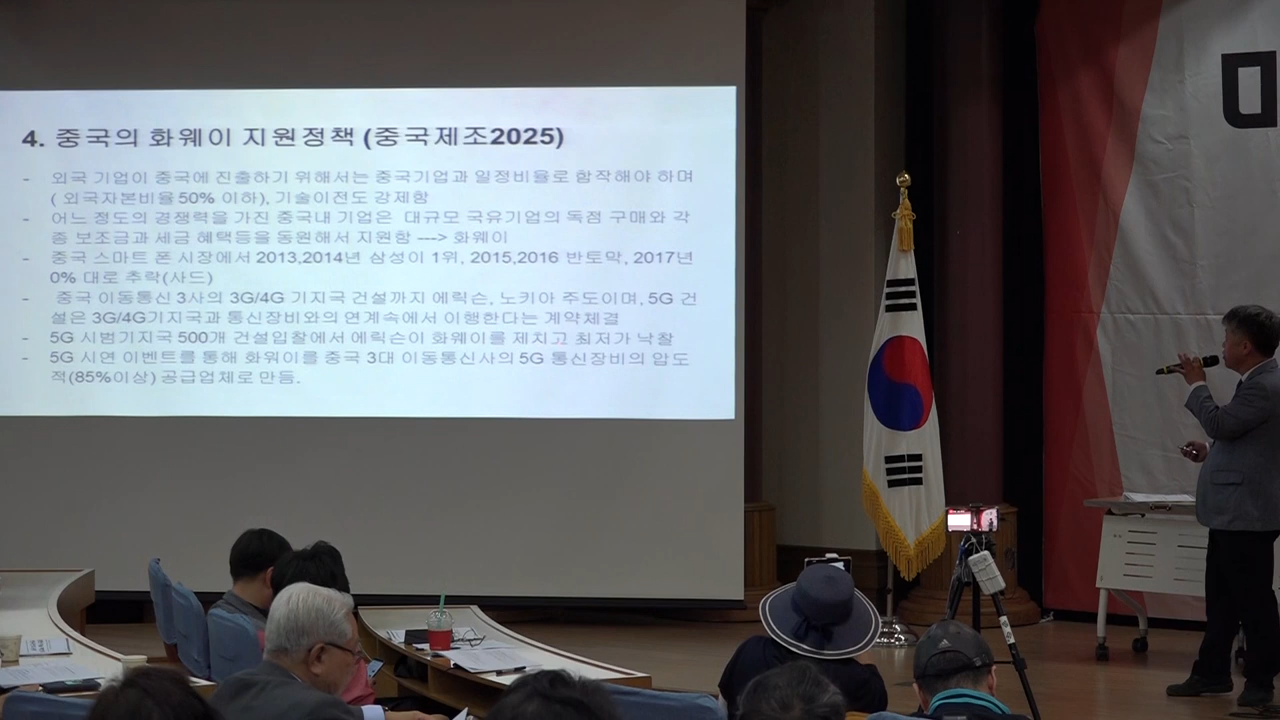 4. 중국의 화웨이 지원정책 (중국제조2025)
- 외국 기업이 중국에 진출하기 위해서는 중국기업과 일정비율로 합작해야 하며
( 외국자본비율 50% 이하), 기술이전도 강제함
- 어느 정도의 경쟁력을 가진 중국내 기업은 대규모 국유기업의 독점 구매와 각
종 보조금과 세금 혜택등을 동원해서 지원함 ---> 화웨이
- 중국 스마트 폰 시장에서 2013,2014년 삼성이 1위, 2015,2016 반토막, 2017년
0% 대로 추락(사드)
- 중국 이동통신 3사의 3G/4G 기지국 건설까지 에릭슨, 노키아 주도이며, 5G 건
설은 3G/4G기지국과 통신장비와의 연계속에서 이행한다는 계약체결
- 5G 시범기지국 500개 건설입찰에서 에릭슨이 화웨이를 제치고 최저가 낙찰
- 5G 시연 이벤트를 통해 화워이를 중국 3대 이동통신사의 5G 통신장비의 압도
적(85%이상) 공급업체로 만듬.